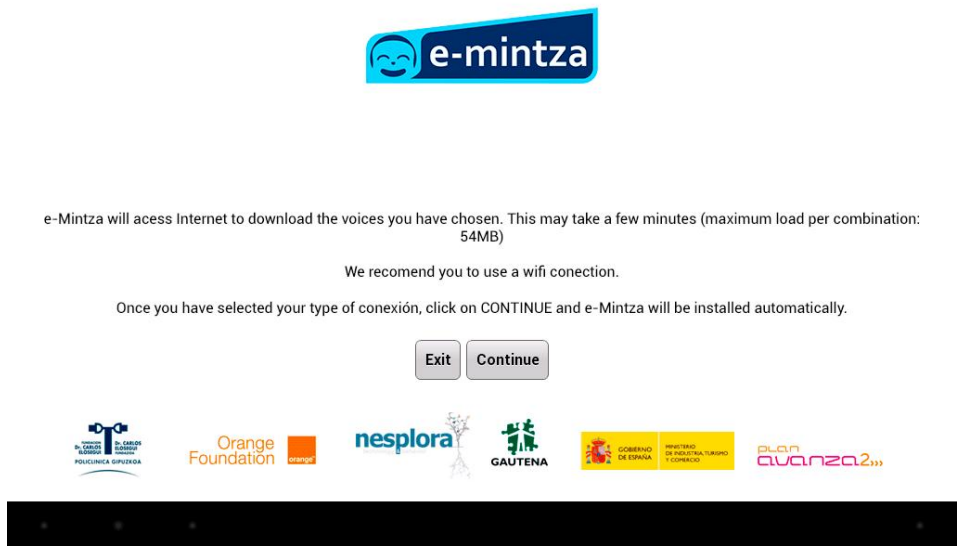 e-mintza
e-Mintza will acess Internet to download the voices you have chosen. This may take a few minutes (maximum load per combination:
54MB)
We recomend you to use a wifi conection.
Once you have selected your type of conexión, click on CONTINUE and e-Mintza will be installed automatically.
Exit Continue
FUNDACION
DR. CARLOS
ELÓSEGUI
DR. CARLOS
ELOSEGUI
FUNDAZIOA
POLICLINICA GIPUZKOA
Orange
Foundation
orange
nesplora
GAUTENA
GOBIERNO
DE ESPAÑA
MINISTERIO
DE INDUSTRIA, TURISMO
Y COMERCIO
PLAN
avanza2»»